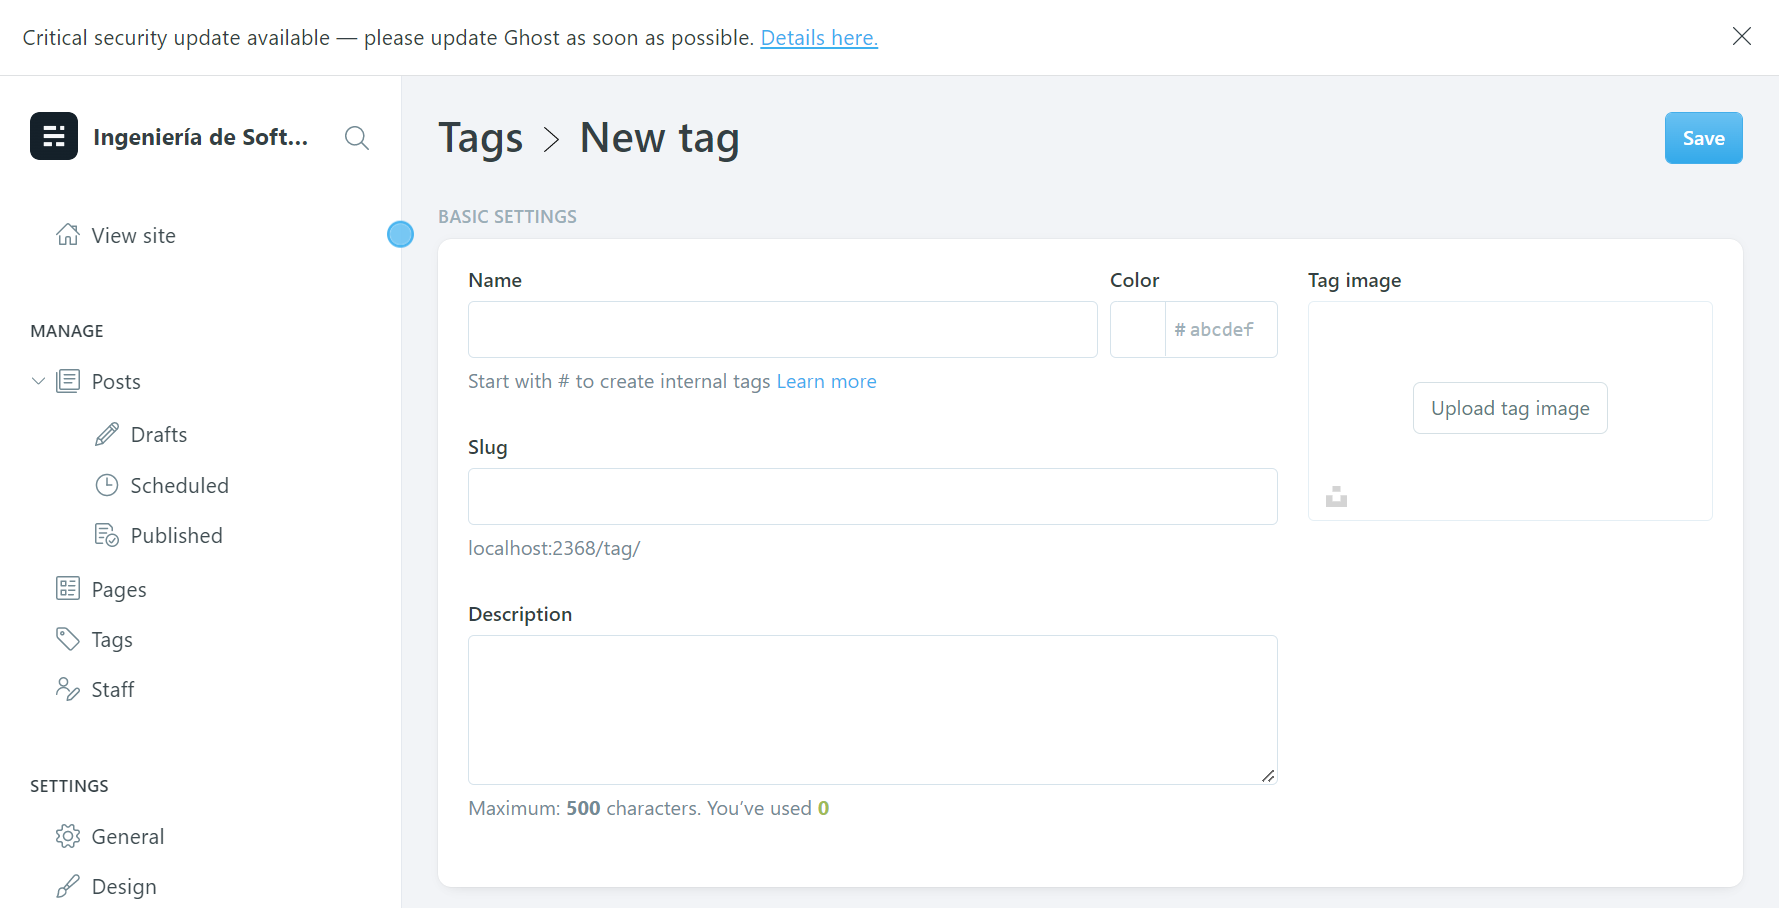 Critical security update available — please update Ghost as soon as possible. Details here.
Ingeniería de Soft...
View site
MANAGE
Posts
Drafts
Scheduled
Published
Pages
Tags
Staff
SETTINGS
General
Design
Tags > New tag
Save
BASIC SETTINGS
Name
Color
# abcdef
Start with # to create internal tags Learn more
Slug
localhost:2368/tag/
Description
Maximum: 500 characters. You’ve used 0
Tag image
Upload tag image